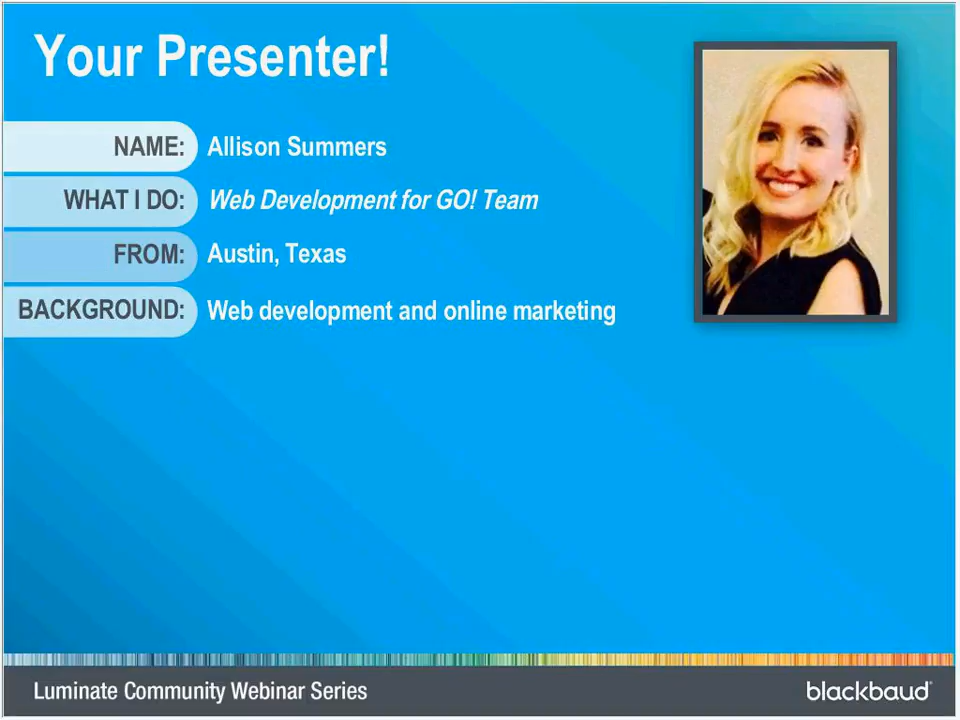 Your Presenter!
NAME: Allison Summers
WHAT I DO: Web Development for GO! Team
FROM: Austin, Texas
BACKGROUND: Web development and online marketing
Luminate Community Webinar Series
blackbaud®